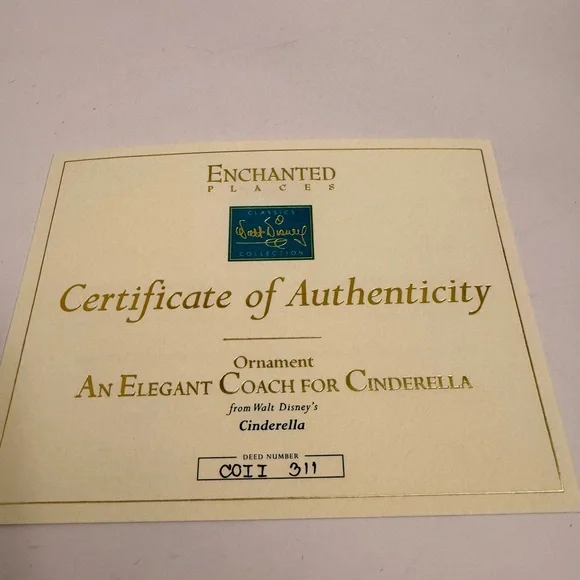 ENCHANTED
PLACES
CLASSICS
Walt Disney
COLLECTION
Certificate of Authenticity
Ornament
AN ELEGANT COACH FOR CINDERELLA
from Walt Disney's
Cinderella
DEED NUMBER
COII 311